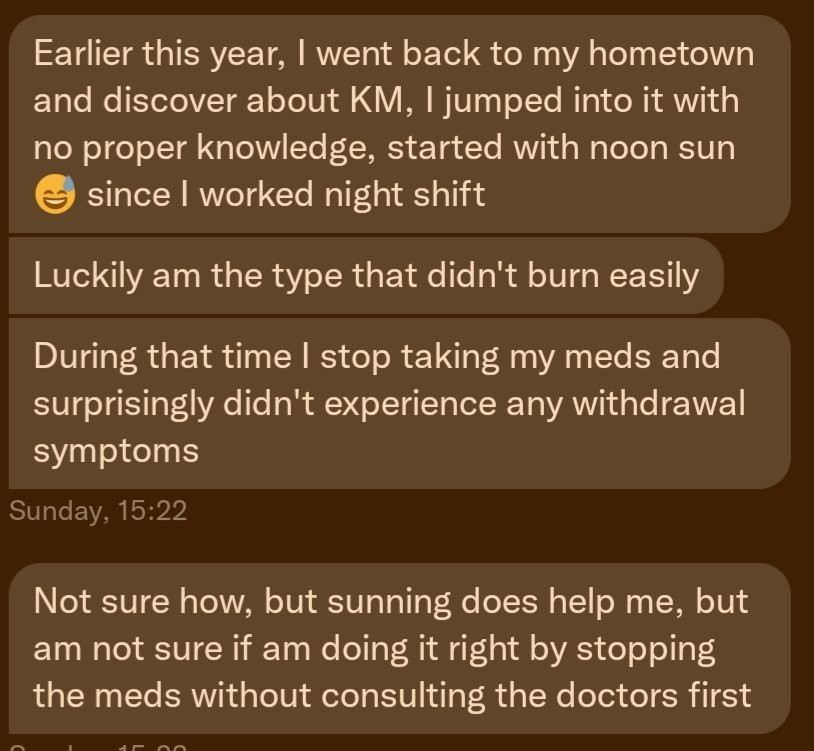 Earlier this year, I went back to my hometown
and discover about KM, I jumped into it with
no proper knowledge, started with noon sun
😅 since I worked night shift
Luckily am the type that didn't burn easily
During that time I stop taking my meds and
surprisingly didn't experience any withdrawal
symptoms
Sunday, 15:22
Not sure how, but sunning does help me, but
am not sure if am doing it right by stopping
the meds without consulting the doctors first